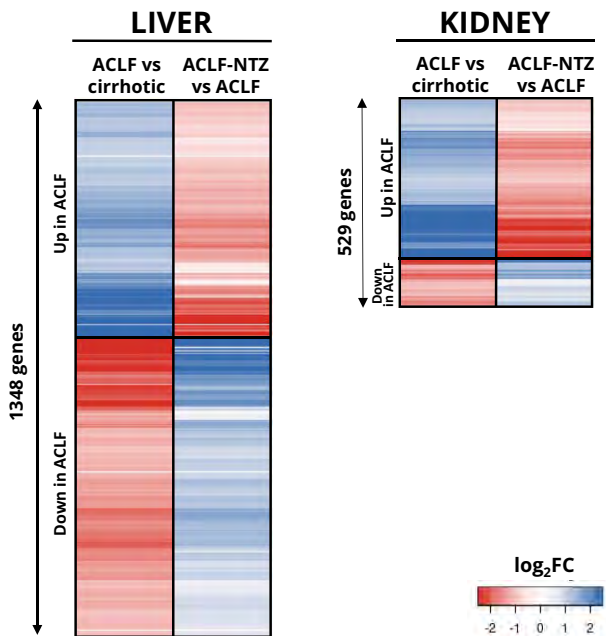 LIVER
ACLF vs
cirrhotic
ACLF-NTZ
vs ACLF
Up in ACLF
Down in ACLF
1348 genes
KIDNEY
ACLF vs
cirrhotic
ACLF-NTZ
vs ACLF
Up in ACLF
Down
in ACLF
529 genes
log₂FC
-2 -1 0 1 2